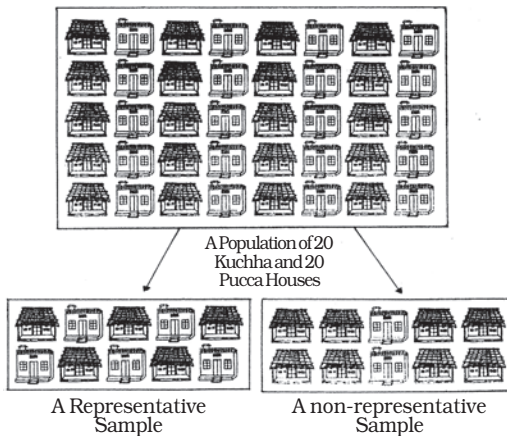 A Population of 20
Kuchha and 20
Pucca Houses
A Representative
Sample
A non-representative
Sample